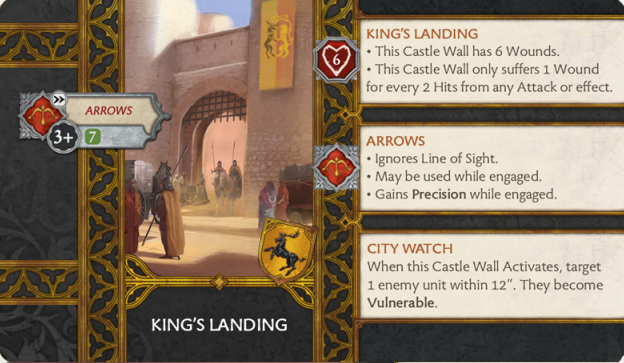 KING'S LANDING
6
• This Castle Wall has 6 Wounds.
• This Castle Wall only suffers 1 Wound
for every 2 Hits from any Attack or effect.
ARROWS
3+
7
ARROWS
• Ignores Line of Sight.
• May be used while engaged.
• Gains Precision while engaged.
CITY WATCH
When this Castle Wall Activates, target
1 enemy unit within 12″. They become
Vulnerable.
KING'S LANDING